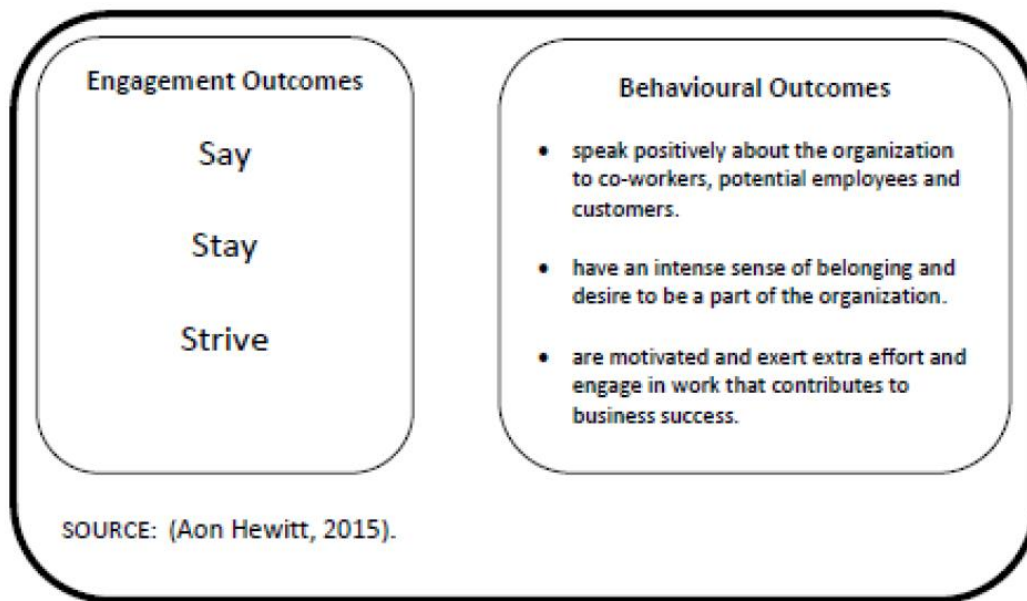 Engagement Outcomes
Say
Stay
Strive
Behavioural Outcomes
• speak positively about the organization
to co-workers, potential employees and
customers.
• have an intense sense of belonging and
desire to be a part of the organization.
• are motivated and exert extra effort and
engage in work that contributes to
business success.
SOURCE: (Aon Hewitt, 2015).